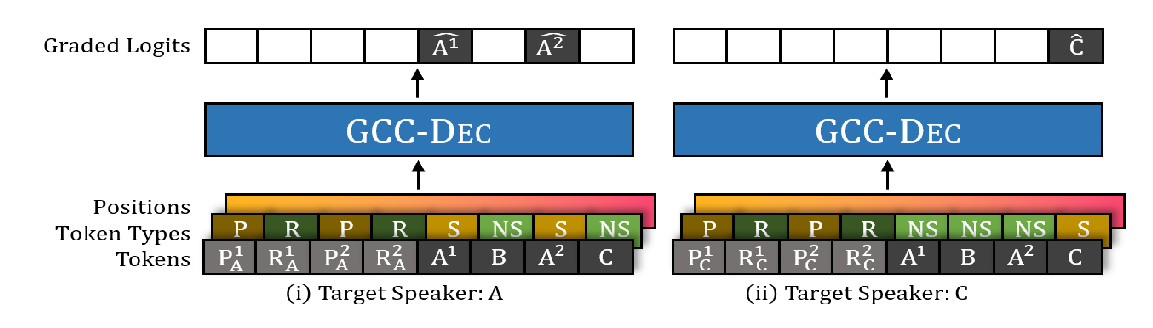 Graded Logits
$\widehat{A^1}$ $\widehat{A^2}$ $\hat{C}$
GCC-DEC GCC-DEC
Positions
Token Types P R P R S NS S NS P R P R NS NS NS S
Tokens $P_A^1$ $R_A^1$ $P_A^2$ $R_A^2$ $A^1$ B $A^2$ C $P_C^1$ $R_C^1$ $P_C^2$ $R_C^2$ $A^1$ B $A^2$ C
(i) Target Speaker: A (ii) Target Speaker: C